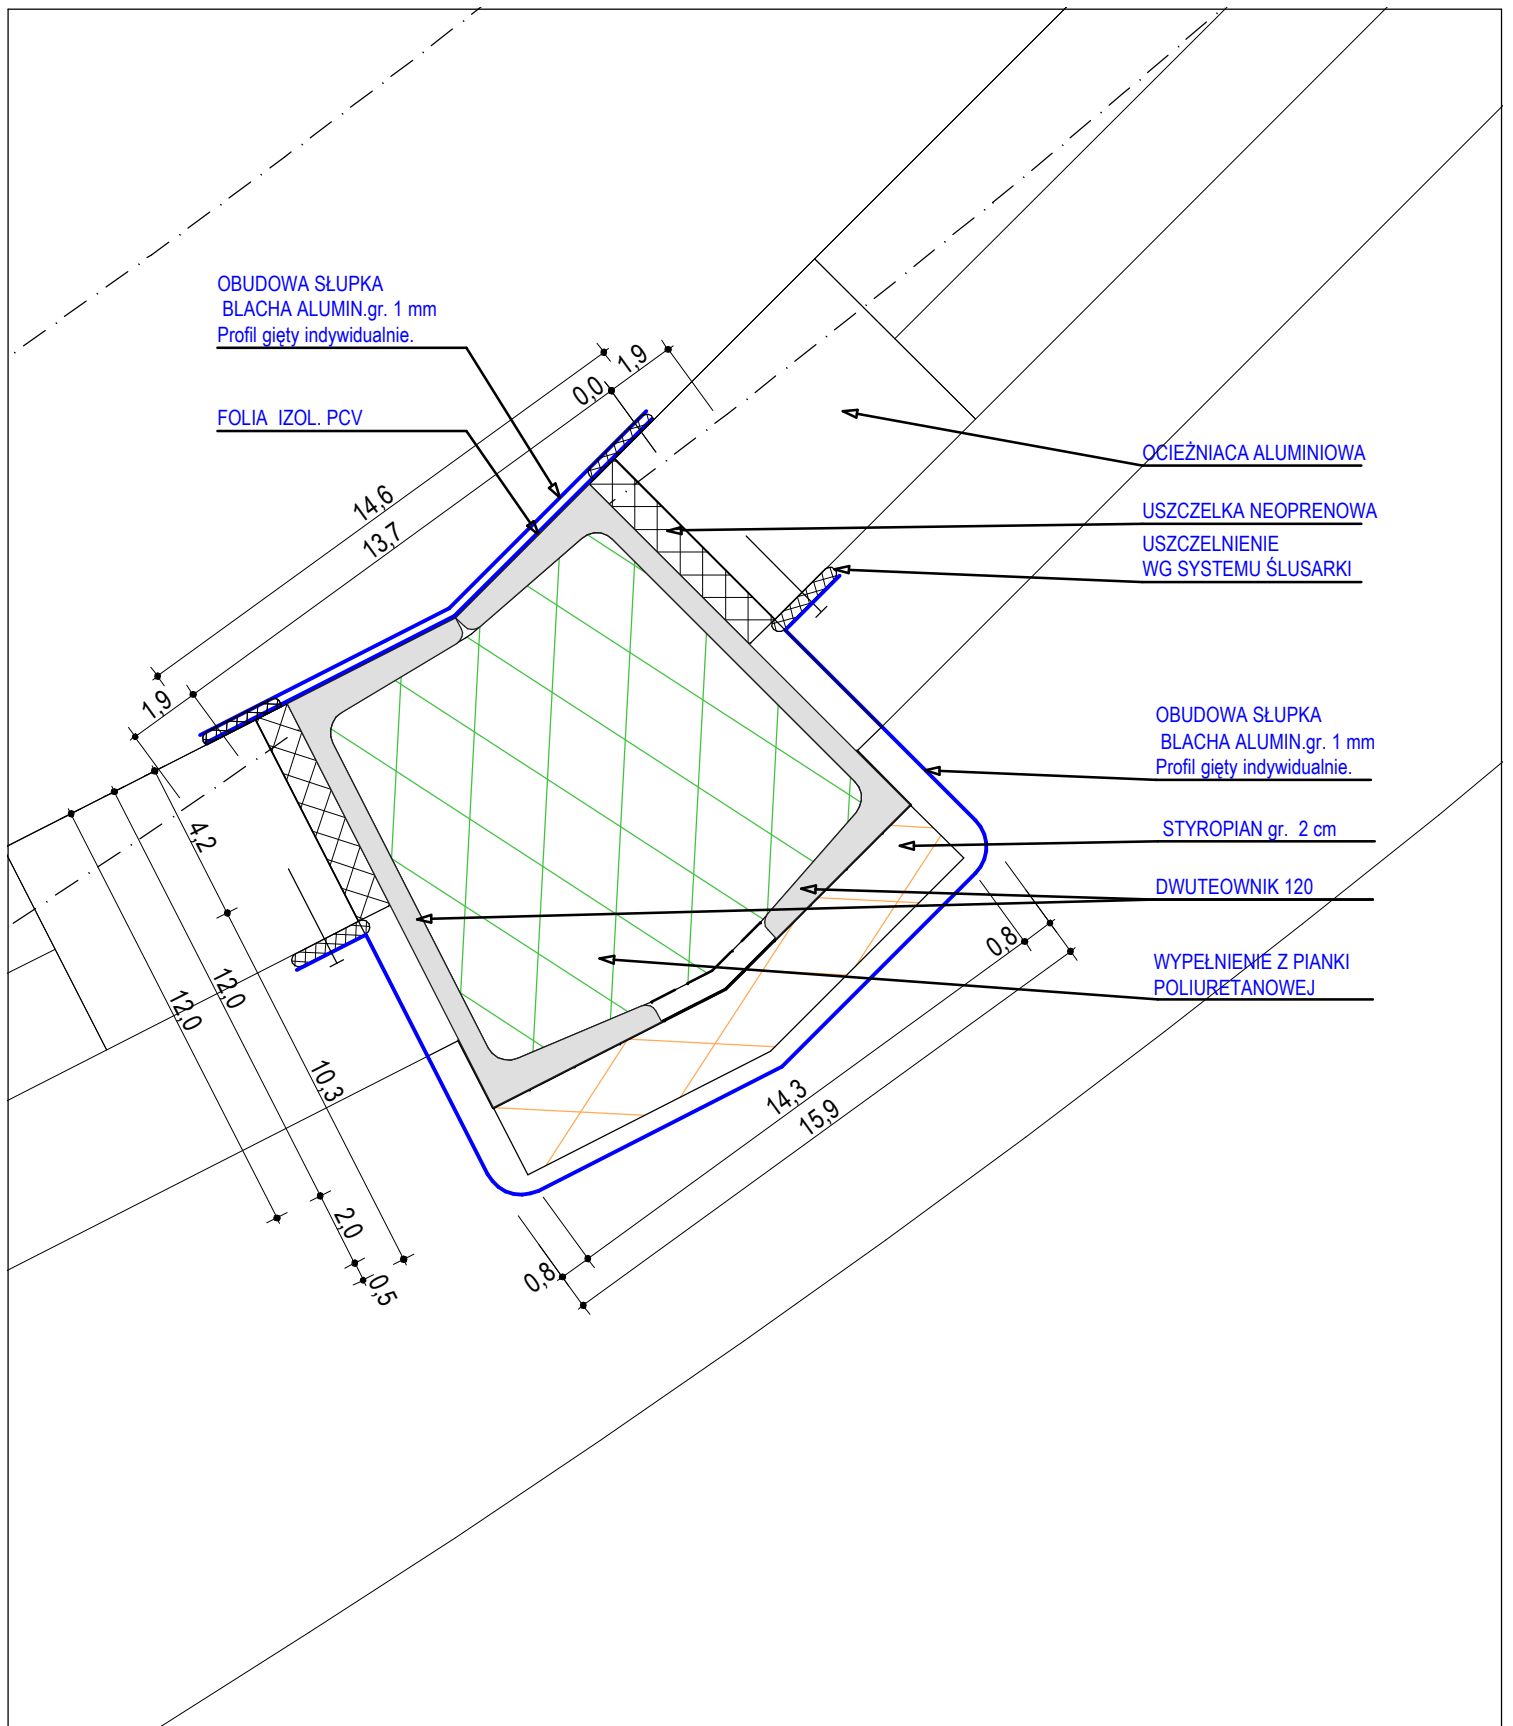 OBUDOWA SŁUPKA
BLACHA ALUMIN.gr. 1 mm
Profil gięty indywidualnie.
FOLIA IZOL. PCV
1,9
0,0
14,6
13,7
1,9
OCIEŻNIACA ALUMINIOWA
USZCZELKA NEOPRENOWA
USZCZELNIENIE
WG SYSTEMU ŚLUSARKI
OBUDOWA SŁUPKA
BLACHA ALUMIN.gr. 1 mm
Profil gięty indywidualnie.
STYROPIAN gr. 2 cm
DWUTEOWNIK 120
WYPEŁNIENIE Z PIANKI
POLIURETANOWEJ
4,2
12,0
12,0
10,3
2,0
0,5
0,8
14,3
15,9
0,8